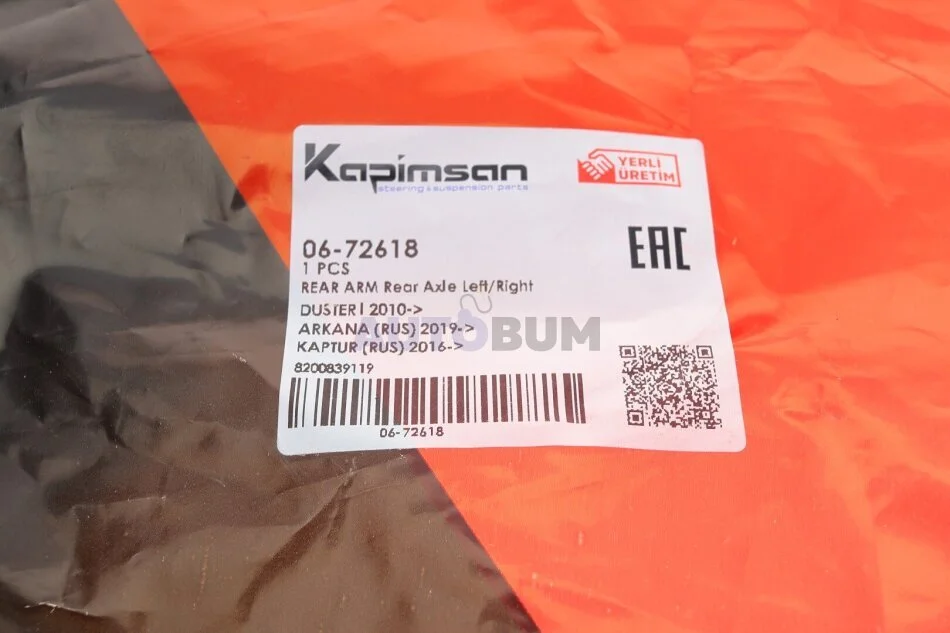 Kapimsan
steering & suspension parts
YERLİ
ÜRETİM
06-72618
1 PCS
EAC
REAR ARM Rear Axle Left/Right
DUSTER I 2010->
ARKANA (RUS) 2019->
KAPTUR (RUS) 2016->
AUTOBUM
8200839119
06-72618